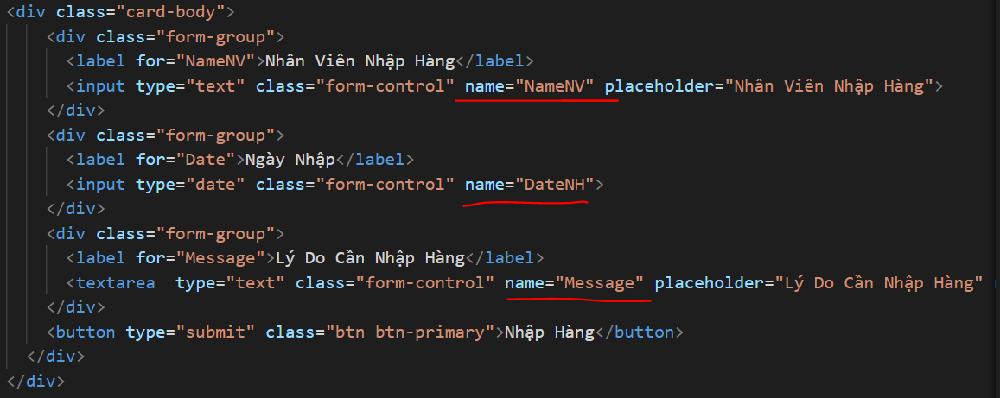 <div class="card-body">
<div class="form-group">
<label for="NameNV">Nhân Viên Nhập Hàng</label>
<input type="text" class="form-control" name="NameNV" placeholder="Nhân Viên Nhập Hàng">
</div>
<div class="form-group">
<label for="Date">Ngày Nhập</label>
<input type="date" class="form-control" name="DateNH">
</div>
<div class="form-group">
<label for="Message">Lý Do Cần Nhập Hàng</label>
<textarea  type="text" class="form-control" name="Message" placeholder="Lý Do Cần Nhập Hàng"
</div>
<button type="submit" class="btn btn-primary">Nhập Hàng</button>
</div>
</div>